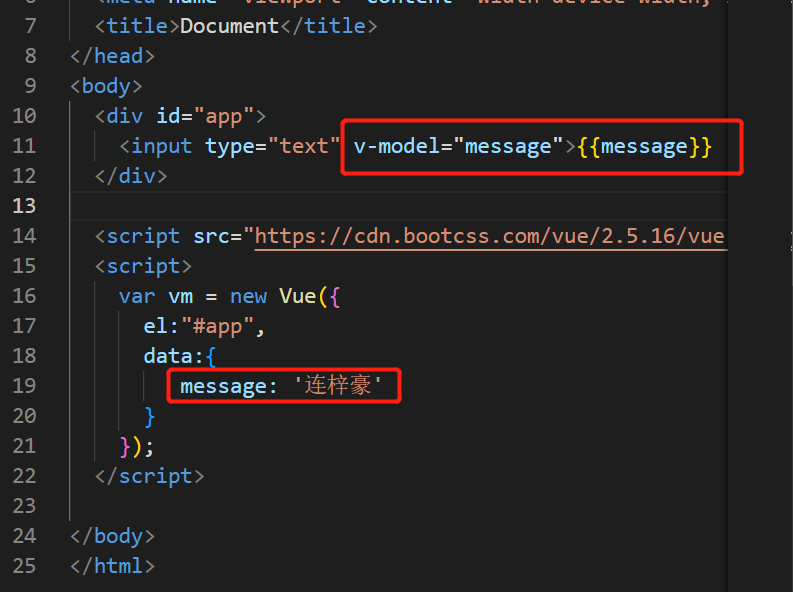 7 <title>Document</title>
8 </head>
9 <body>
10 <div id="app">
11 <input type="text" v-model="message">{{message}}
12 </div>
13
14 <script src="https://cdn.bootcss.com/vue/2.5.16/vue
15 <script>
16 var vm = new Vue({
17 el:"#app",
18 data:{
19 message: '连梓豪'
20 }
21 });
22 </script>
23
24 </body>
25 </html>